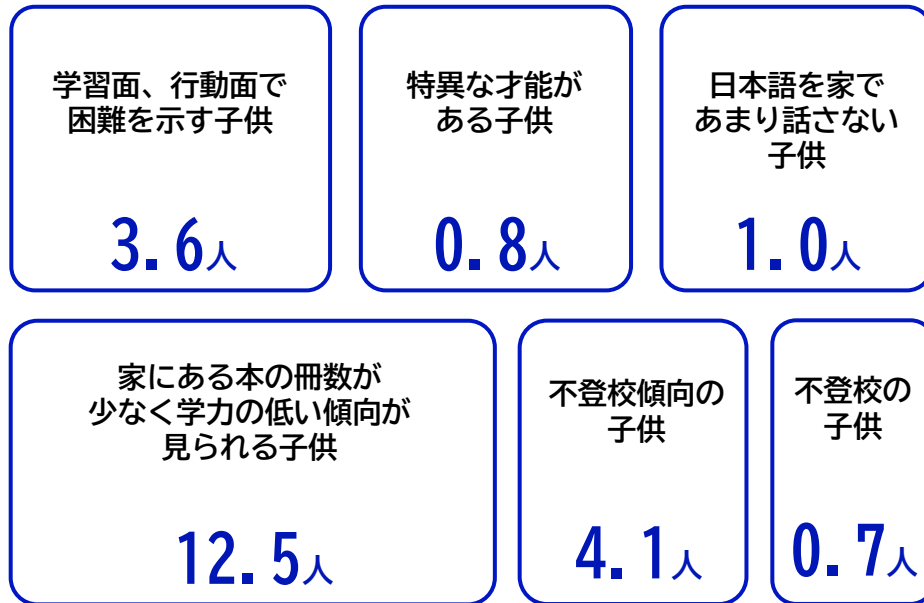 学習面、行動面で
困難を示す子供
3.6人
特異な才能が
ある子供
0.8人
日本語を家で
あまり話さない
子供
1.0人
家にある本の冊数が
少なく学力の低い傾向が
見られる子供
12.5人
不登校傾向の
子供
4.1人
不登校の
子供
0.7人